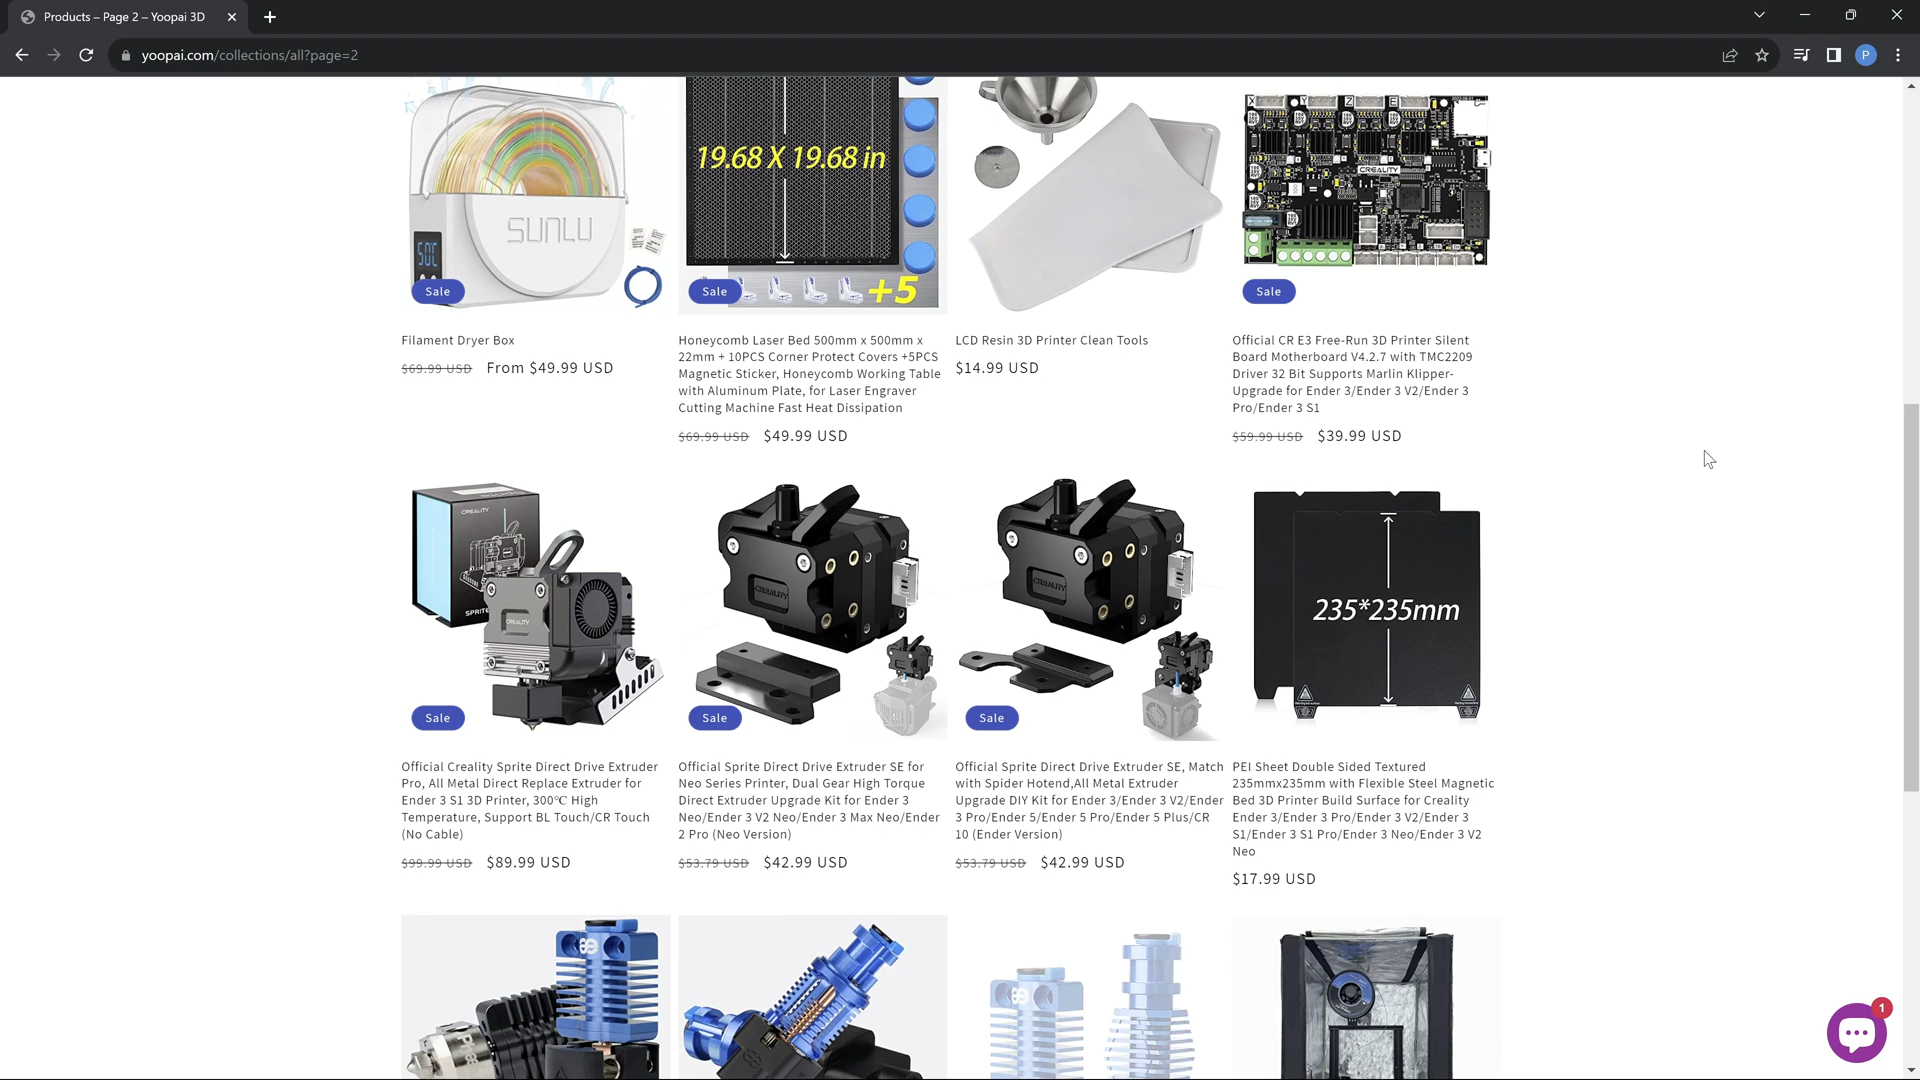 Products – Page 2 – Yoopai 3D
yoopai.com/collections/all?page=2
P
SUNLU
50C
Sale
19.68 X 19.68 in
+5
Sale
X Y Z E
CREALITY
Sale
Filament Dryer Box
$69.99 USD From $49.99 USD
Honeycomb Laser Bed 500mm x 500mm x
22mm + 10PCS Corner Protect Covers +5PCS
Magnetic Sticker, Honeycomb Working Table
with Aluminum Plate, for Laser Engraver
Cutting Machine Fast Heat Dissipation
$69.99 USD $49.99 USD
LCD Resin 3D Printer Clean Tools
$14.99 USD
Official CR E3 Free-Run 3D Printer Silent
Board Motherboard V4.2.7 with TMC2209
Driver 32 Bit Supports Marlin Klipper-
Upgrade for Ender 3/Ender 3 V2/Ender 3
Pro/Ender 3 S1
$59.99 USD $39.99 USD
CREALITY
SPRITE
CREALITY
Sale
CREALITY
Sale
CREALITY
Sale
235*235mm
Official Creality Sprite Direct Drive Extruder
Pro, All Metal Direct Replace Extruder for
Ender 3 S1 3D Printer, 300℃ High
Temperature, Support BL Touch/CR Touch
(No Cable)
$99.99 USD $89.99 USD
Official Sprite Direct Drive Extruder SE for
Neo Series Printer, Dual Gear High Torque
Direct Extruder Upgrade Kit for Ender 3
Neo/Ender 3 V2 Neo/Ender 3 Max Neo/Ender
2 Pro (Neo Version)
$53.79 USD $42.99 USD
Official Sprite Direct Drive Extruder SE, Match
with Spider Hotend,All Metal Extruder
Upgrade DIY Kit for Ender 3/Ender 3 V2/Ender
3 Pro/Ender 5/Ender 5 Pro/Ender 5 Plus/CR
10 (Ender Version)
$53.79 USD $42.99 USD
PEI Sheet Double Sided Textured
235mmx235mm with Flexible Steel Magnetic
Bed 3D Printer Build Surface for Creality
Ender 3/Ender 3 Pro/Ender 3 V2/Ender 3
S1/Ender 3 S1 Pro/Ender 3 Neo/Ender 3 V2
Neo
$17.99 USD
1